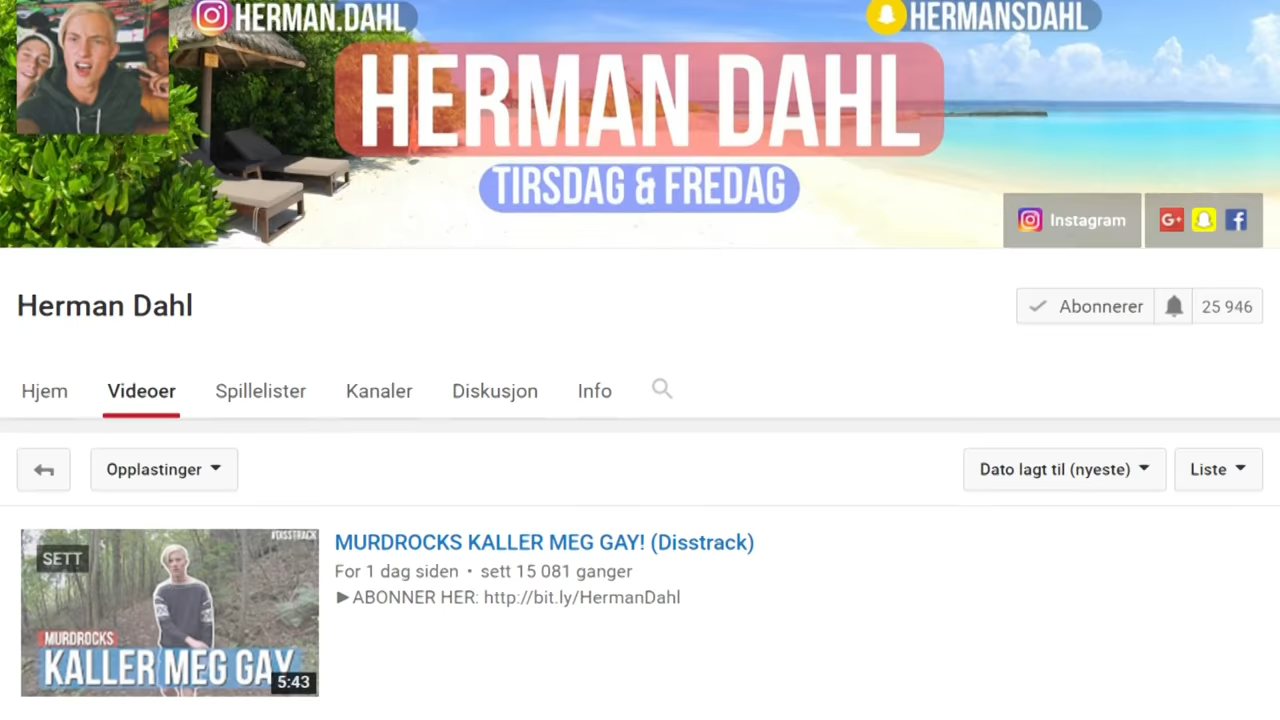 HERMAN.DAHL
HERMANSDAHL
HERMAN DAHL
TIRSDAG & FREDAG
Instagram
G+
f
Herman Dahl
Abonnerer
25 946
Hjem
Videoer
Spillelister
Kanaler
Diskusjon
Info
Opplastinger
Dato lagt til (nyeste)
Liste
#DISSTRACK
SETT
MURDROCKS
KALLER MEG GAY
5:43
MURDROCKS KALLER MEG GAY! (Disstrack)
For 1 dag siden • sett 15 081 ganger
►ABONNER HER: http://bit.ly/HermanDahl